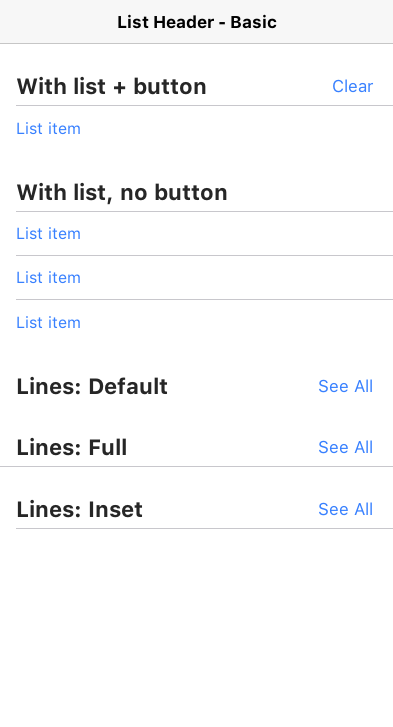 List Header - Basic
With list + button Clear
List item
With list, no button
List item
List item
List item
Lines: Default See All
Lines: Full See All
Lines: Inset See All